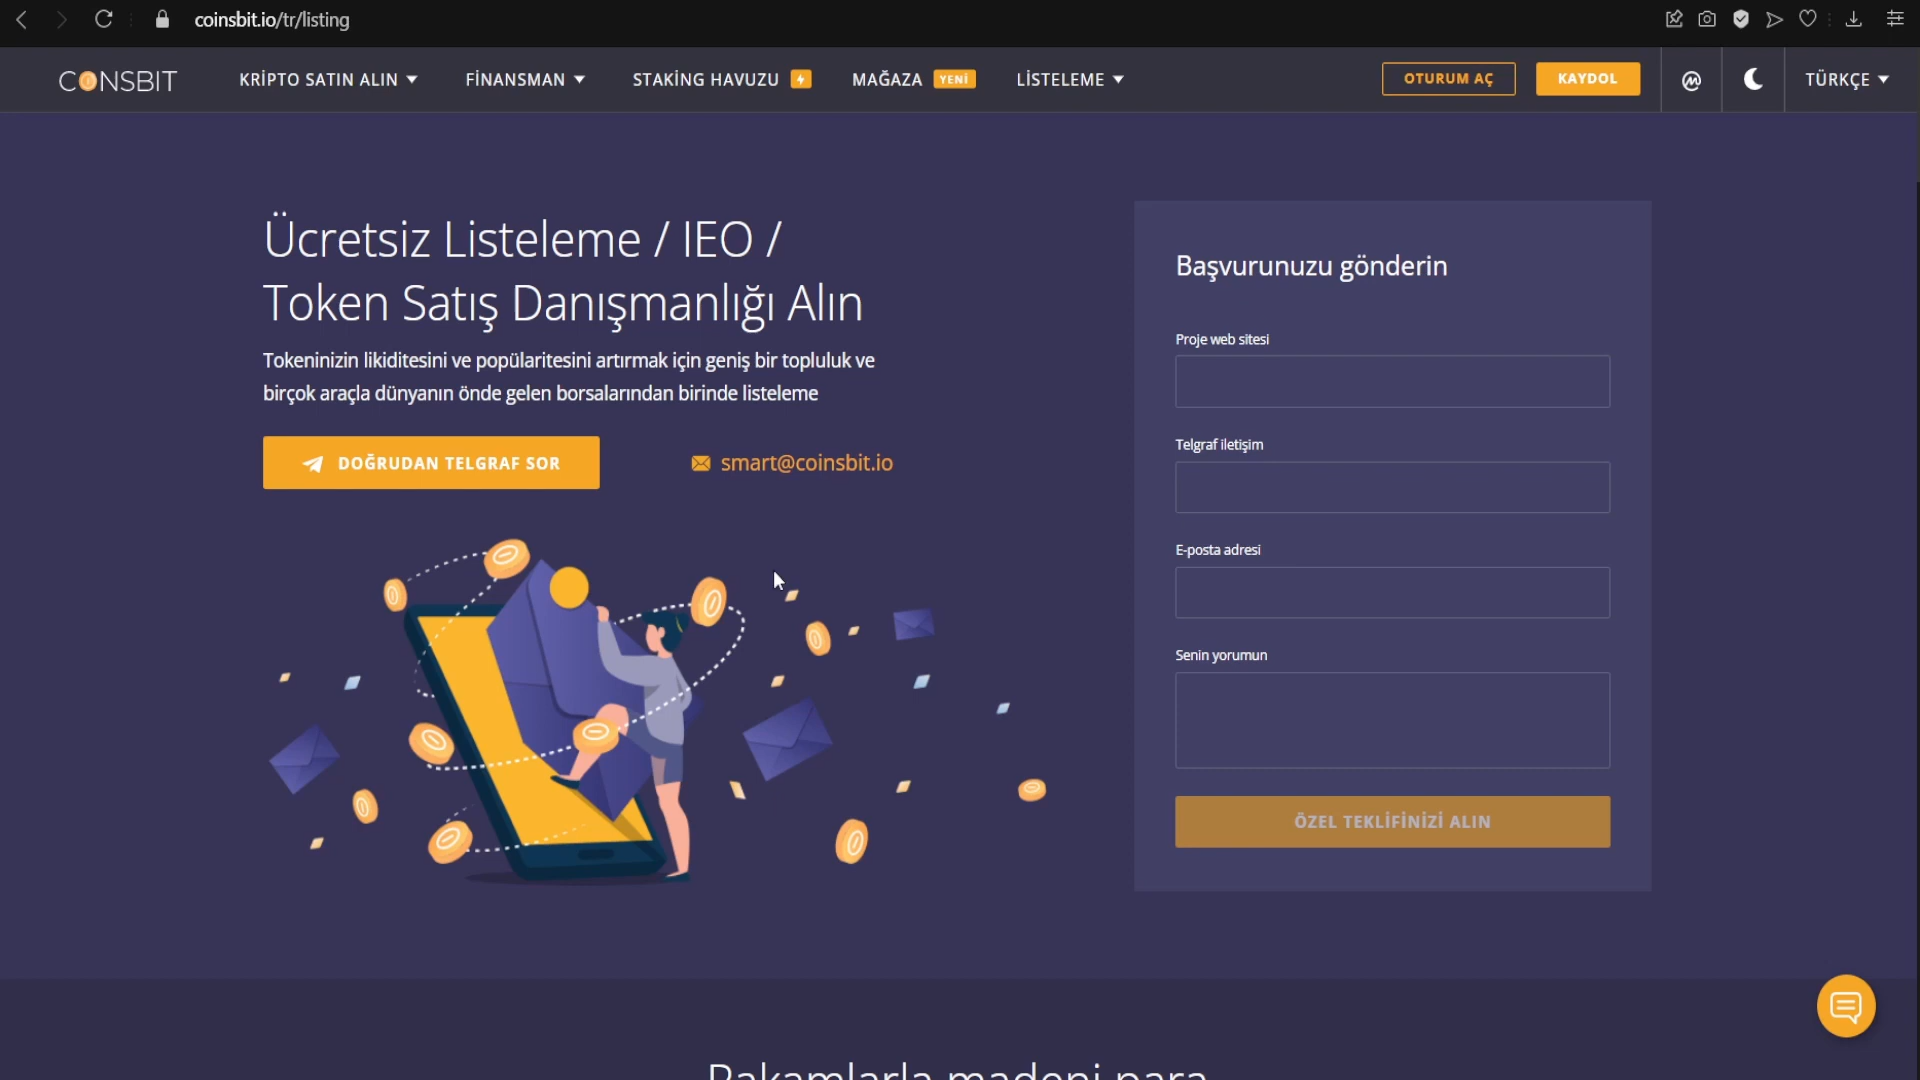 coinsbit.io/tr/listing
COINSBIT
KRİPTO SATIN ALIN
FİNANSMAN
STAKİNG HAVUZU
MAĞAZA YENİ
LİSTELEME
OTURUM AÇ
KAYDOL
TÜRKÇE
Ücretsiz Listeleme / IEO /
Token Satış Danışmanlığı Alın
Tokeninizin likiditesini ve popülaritesini artırmak için geniş bir topluluk ve
birçok araçla dünyanın önde gelen borsalarından birinde listeleme
DOĞRUDAN TELGRAF SOR
smart@coinsbit.io
Başvurunuzu gönderin
Proje web sitesi
Telgraf iletişim
E-posta adresi
Senin yorumun
ÖZEL TEKLİFİNİZİ ALIN
Rakamlarla madeni para